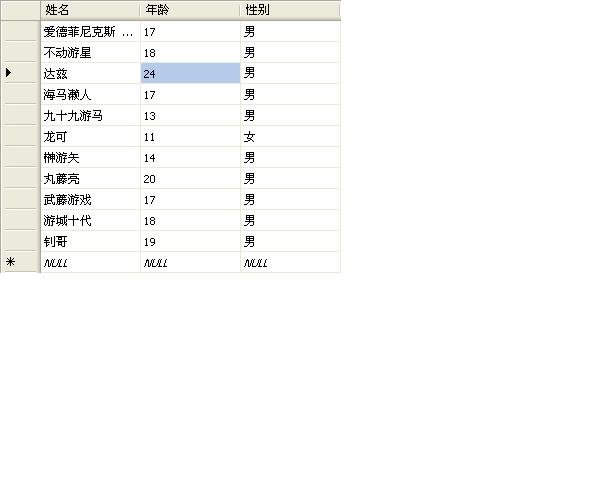 姓名 年龄 性别
爱德菲尼克斯 ... 17 男
不动游星 18 男
达兹 24 男
海马濑人 17 男
九十九游马 13 男
龙可 11 女
榊游矢 14 男
丸藤亮 20 男
武藤游戏 17 男
游城十代 18 男
钊哥 19 男
NULL NULL NULL